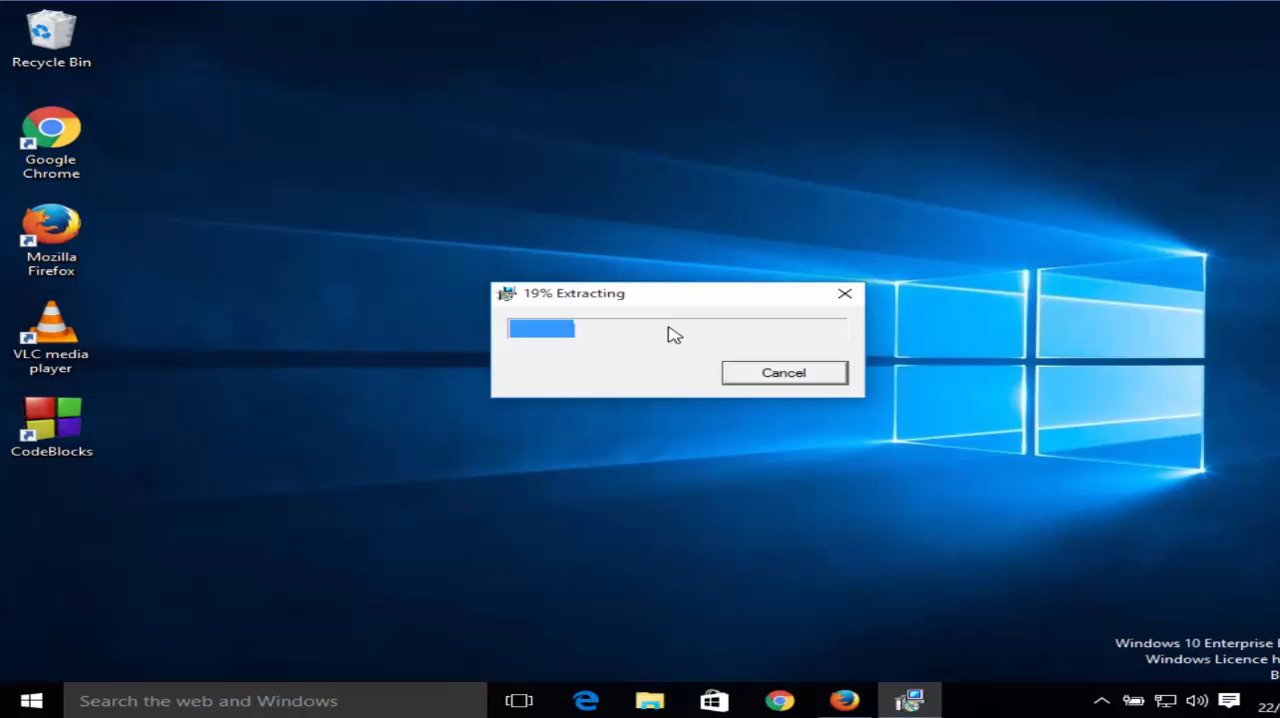 Recycle Bin
Google
Chrome
Mozilla
Firefox
VLC media
player
CodeBlocks
19% Extracting
Cancel
Windows 10 Enterprise
Windows Licence
Search the web and Windows
22/